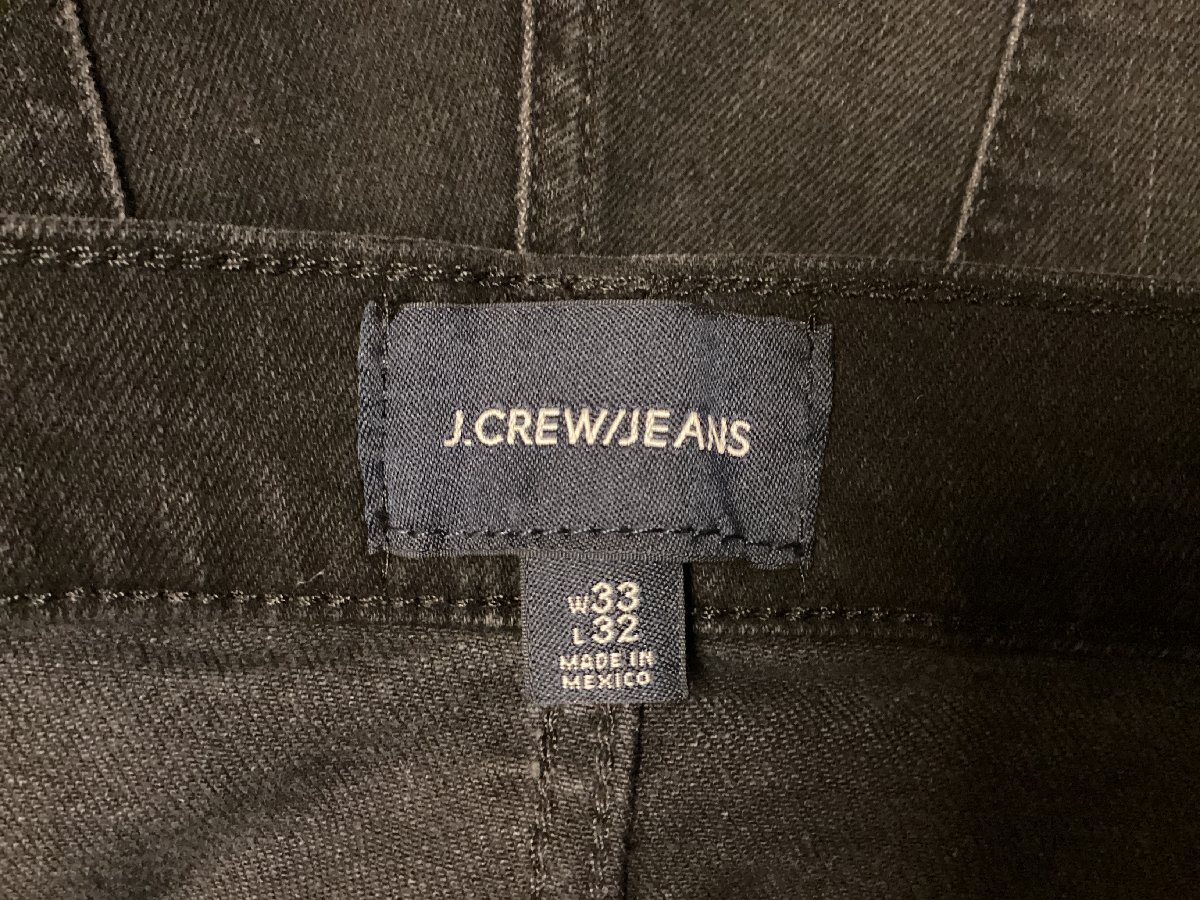 J.CREW/JEANS
W33
L32
MADE IN
MEXICO